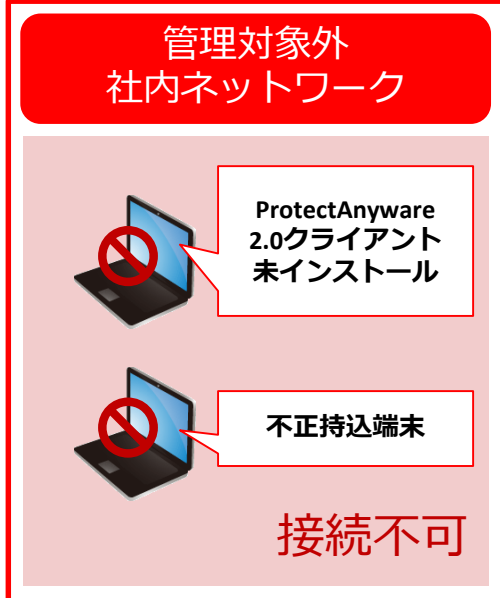 管理対象外
社内ネットワーク
ProtectAnyware
2.0クライアント
未インストール
不正持込端末
接続不可